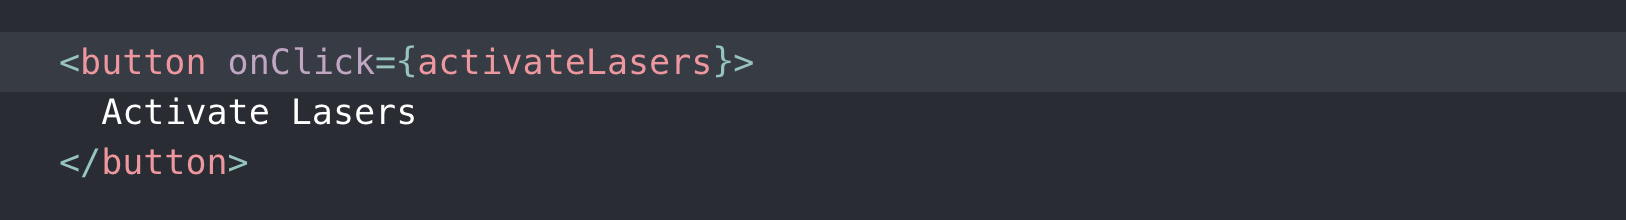 <button onClick={activateLasers}>
Activate Lasers
</button>